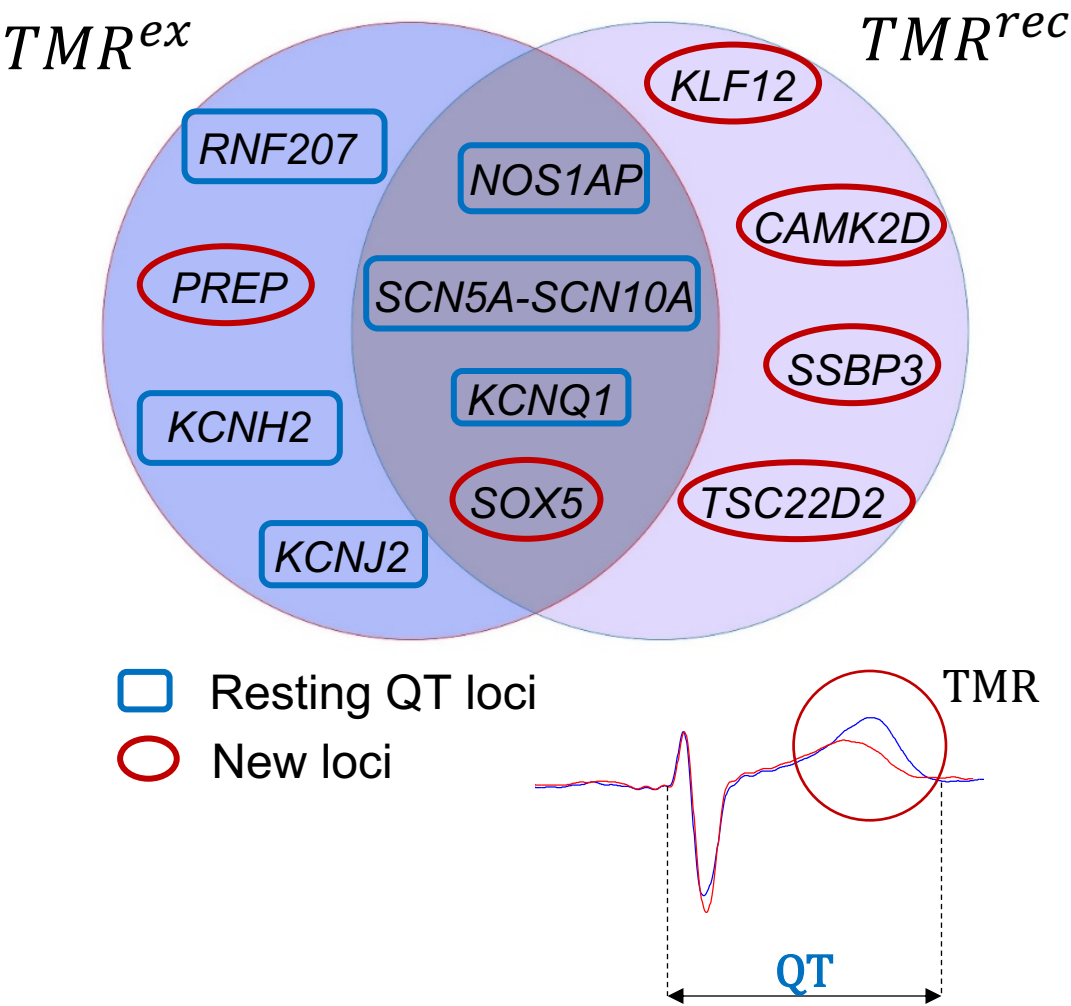 TMR^ex
TMR^rec
KLF12
RNF207
NOS1AP
CAMK2D
PREP
SCN5A-SCN10A
SSBP3
KCNQ1
KCNH2
SOX5
TSC22D2
KCNJ2
Resting QT loci
New loci
TMR
QT